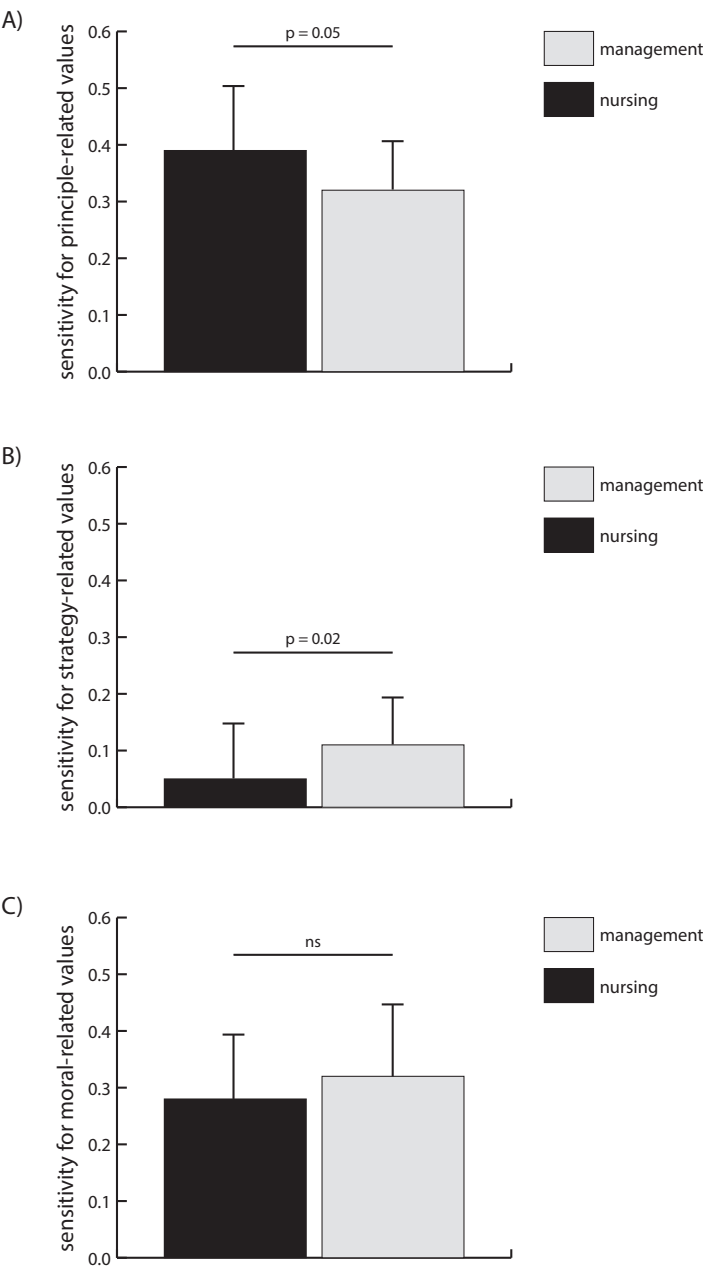 A)
sensitivity for principle-related values
0.6
0.5
0.4
0.3
0.2
0.1
0.0
p = 0.05
management
nursing
B)
sensitivity for strategy-related values
0.6
0.5
0.4
0.3
0.2
0.1
0.0
p = 0.02
management
nursing
C)
sensitivity for moral-related values
0.6
0.5
0.4
0.3
0.2
0.1
0.0
ns
management
nursing